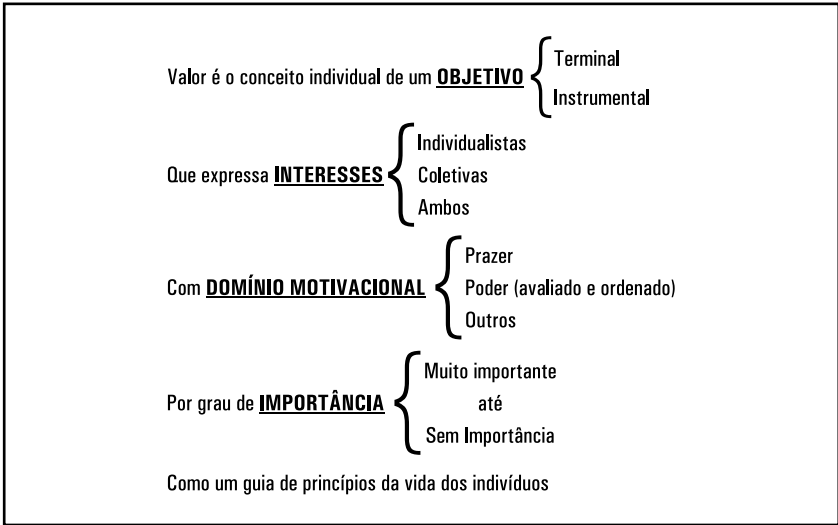 Valor é o conceito individual de um OBJETIVO
Terminal
Instrumental
Que expressa INTERESSES
Individualistas
Coletivas
Ambos
Com DOMÍNIO MOTIVACIONAL
Prazer
Poder (avaliado e ordenado)
Outros
Por grau de IMPORTÂNCIA
Muito importante
até
Sem Importância
Como um guia de princípios da vida dos indivíduos